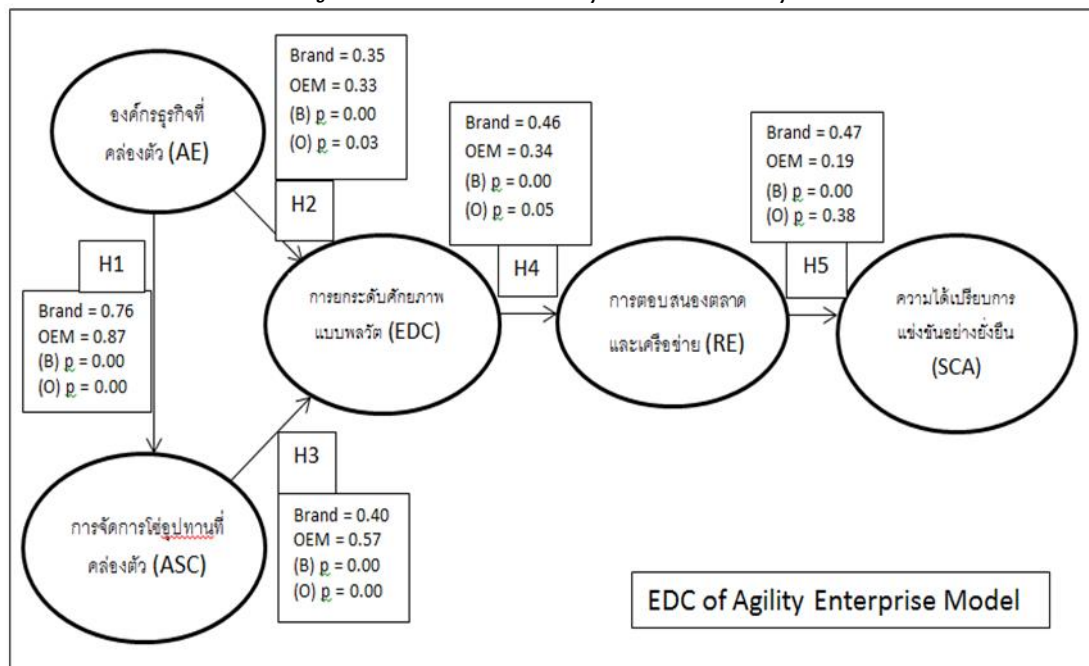 องค์กรธุรกิจที่
คล่องตัว (AE)
Brand = 0.35
OEM = 0.33
(B) p = 0.00
(O) p = 0.03
H2
Brand = 0.46
OEM = 0.34
(B) p = 0.00
(O) p = 0.05
H4
Brand = 0.47
OEM = 0.19
(B) p = 0.00
(O) p = 0.38
H5
H1
Brand = 0.76
OEM = 0.87
(B) p = 0.00
(O) p = 0.00
การยกระดับศักยภาพ
แบบพลวัต (EDC)
การตอบสนองตลาด
และเครือข่าย (RE)
ความได้เปรียบการ
แข่งขันอย่างยั่งยืน
(SCA)
H3
Brand = 0.40
OEM = 0.57
(B) p = 0.00
(O) p = 0.00
การจัดการโซ่อุปทานที่
คล่องตัว (ASC)
EDC of Agility Enterprise Model